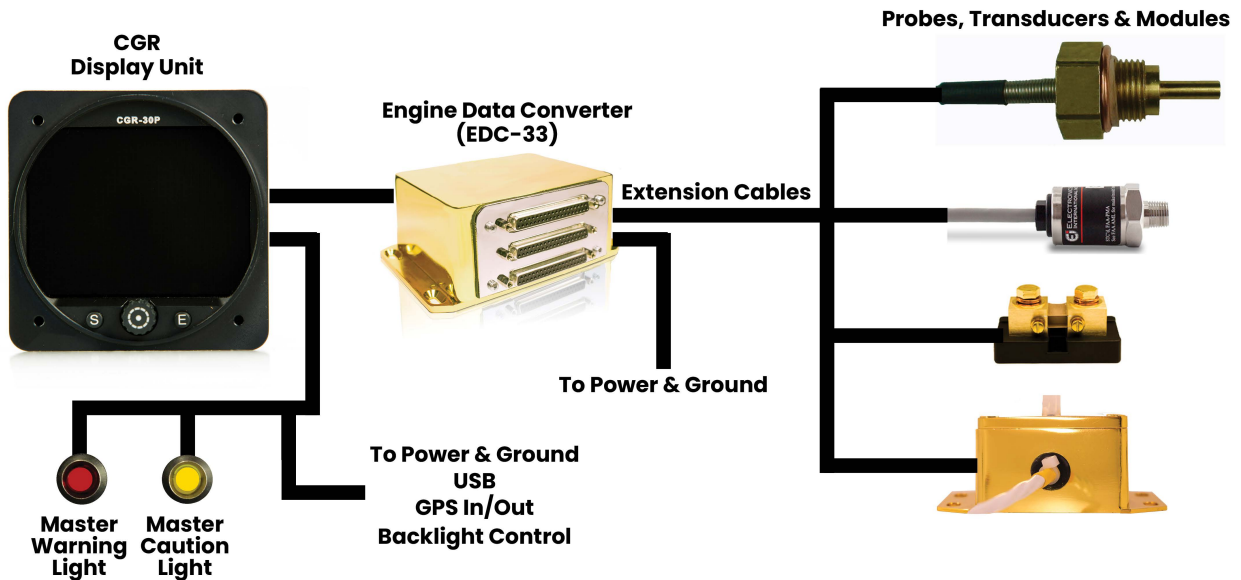 Probes, Transducers & Modules
CGR
Display Unit
CGR-30P
Engine Data Converter
(EDC-33)
Extension Cables
ELECTRONICS
INTERNATIONAL
S
E
To Power & Ground
To Power & Ground
USB
GPS In/Out
Backlight Control
Master
Warning
Light
Master
Caution
Light